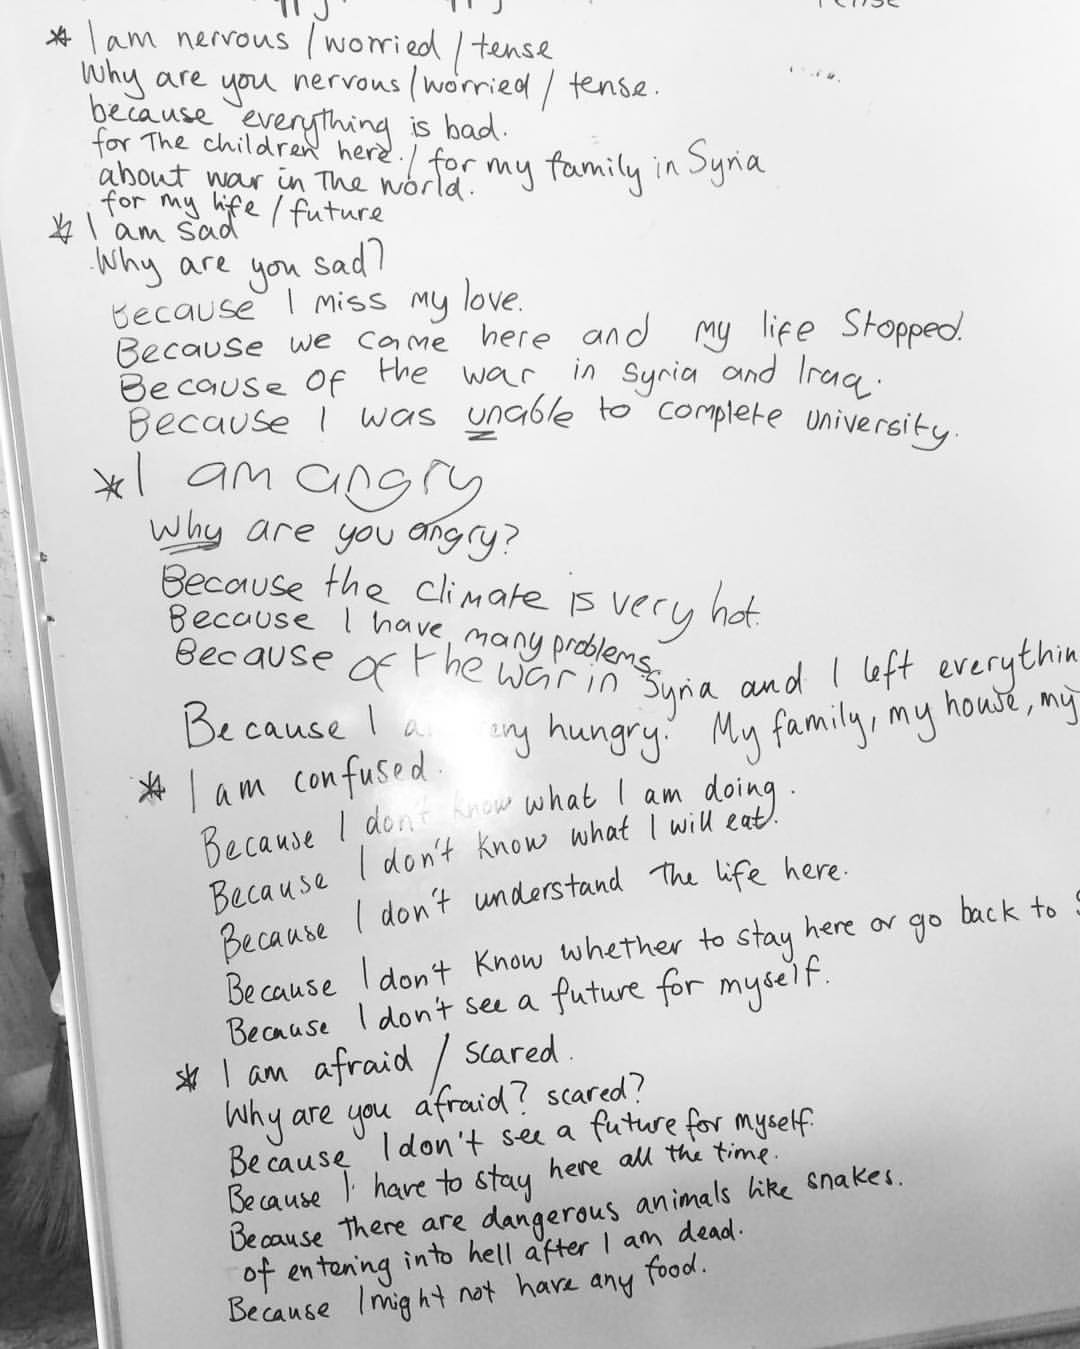 * I am nervous / worried / tense
Why are you nervous / worried / tense.
because everything is bad.
for The children here. / for my family in Syria
about war in The world.
for my life / future
* I am sad
Why are you sad?
Because I miss my love.
Because we came here and my life Stopped.
Because of the war in Syria and Iraq.
Because I was unable to complete university.
* I am angry
Why are you angry?
Because the climate is very hot.
Because I have many problems
Because of the war in Syria and I left everythin
Because I a ery hungry. My family, my house, my
* I am confused.
Because I don't know what I am doing.
Because I don't know what I will eat.
Because I don't understand The life here.
Because I don't know whether to stay here or go back to S
Because I don't see a future for myself.
* I am afraid / scared.
Why are you afraid? scared?
Because I don't see a future for myself.
Because I have to stay here all the time.
Because there are dangerous animals like snakes.
of entering into hell after I am dead.
Because I might not have any food.